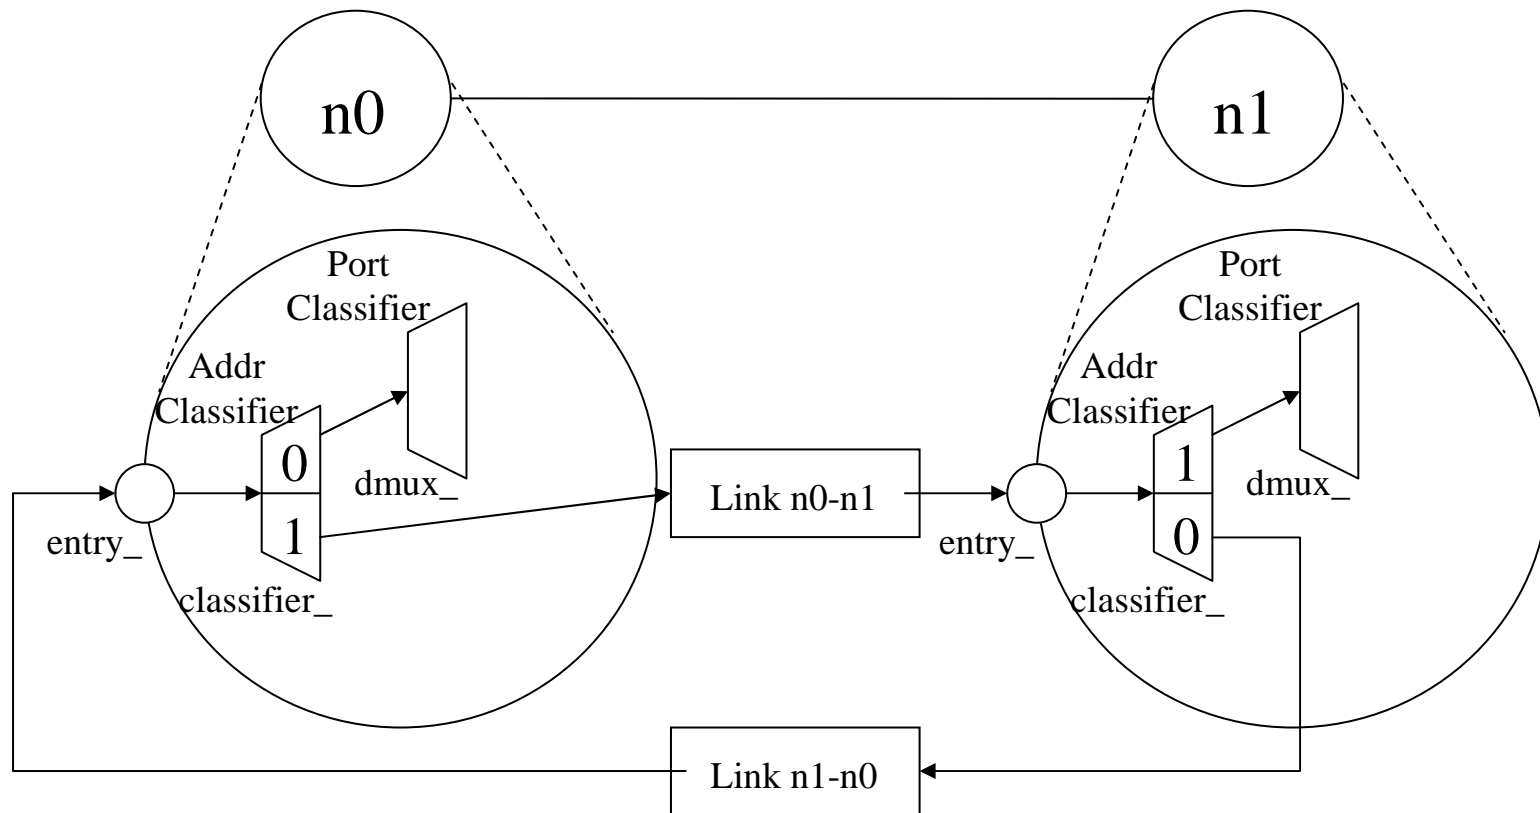 n0
n1
Port
Classifier
Addr
Classifier
0
1
dmux_
entry_
classifier_
Link n0-n1
Port
Classifier
Addr
Classifier
1
0
dmux_
entry_
classifier_
Link n1-n0